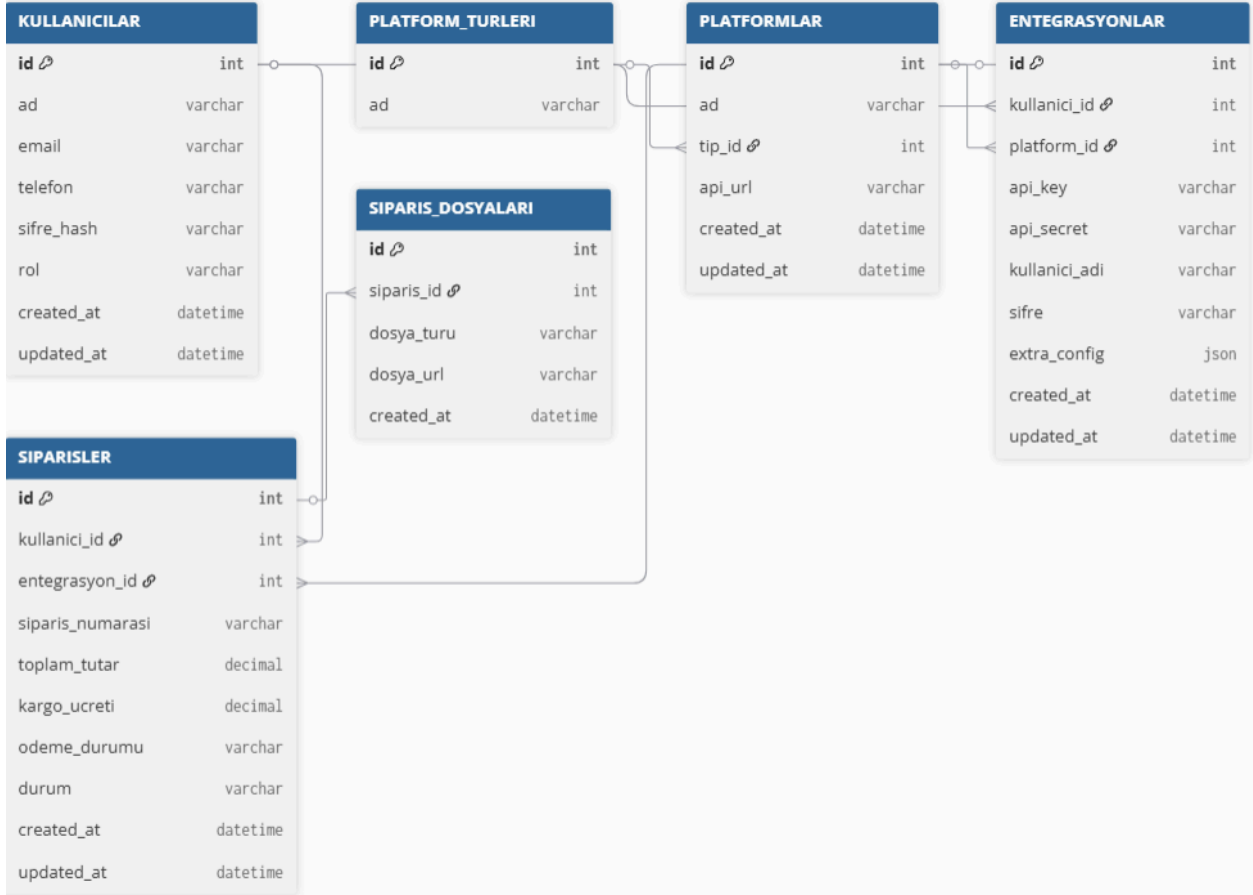 KULLANICILAR
id int
ad varchar
email varchar
telefon varchar
sifre_hash varchar
rol varchar
created_at datetime
updated_at datetime
PLATFORM_TURLERI
id int
ad varchar
SIPARIS_DOSYALARI
id int
siparis_id int
dosya_turu varchar
dosya_url varchar
created_at datetime
PLATFORMLAR
id int
ad varchar
tip_id int
api_url varchar
created_at datetime
updated_at datetime
ENTEGRASYONLAR
id int
kullanici_id int
platform_id int
api_key varchar
api_secret varchar
kullanici_adi varchar
sifre varchar
extra_config json
created_at datetime
updated_at datetime
SIPARISLER
id int
kullanici_id int
entegrasyon_id int
siparis_numarasi varchar
toplam_tutar decimal
kargo_ucreti decimal
odeme_durumu varchar
durum varchar
created_at datetime
updated_at datetime